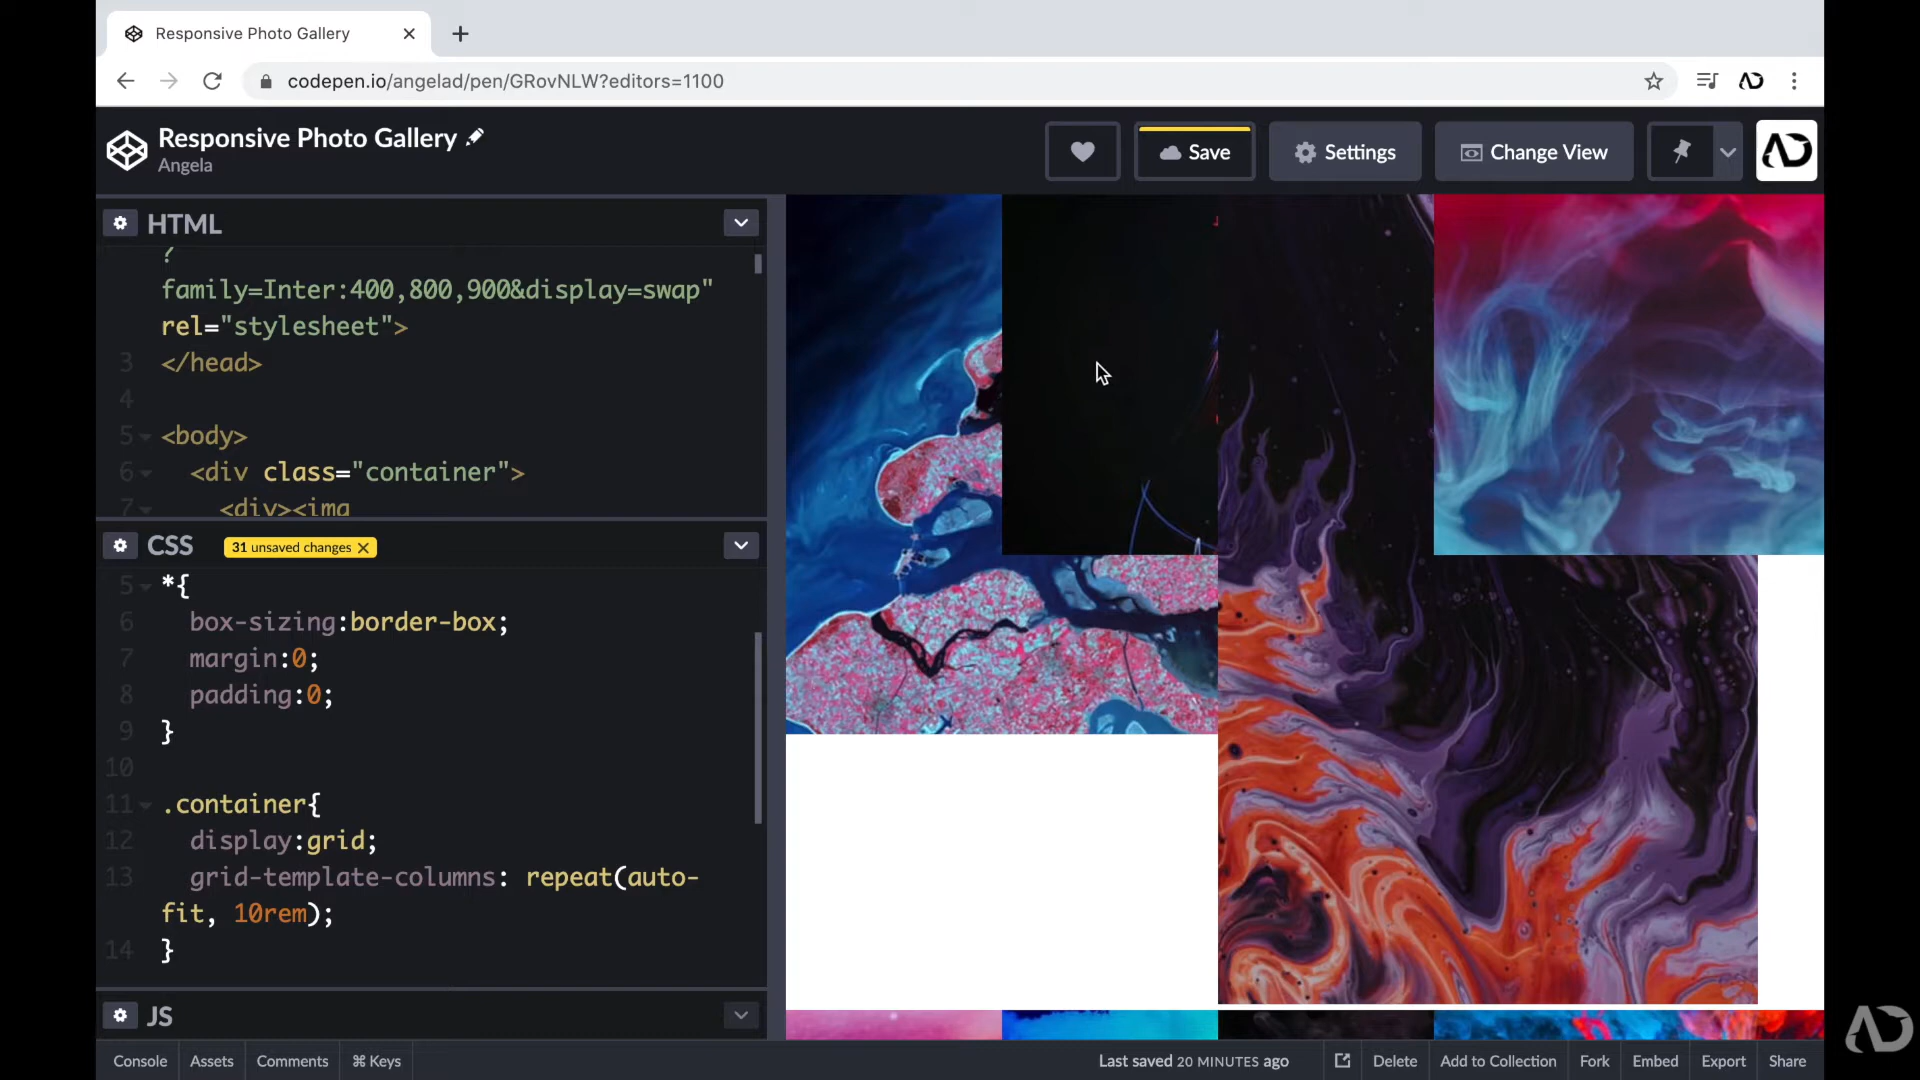 Responsive Photo Gallery
codepen.io/angelad/pen/GRovNLW?editors=1100
Responsive Photo Gallery
Angela
Save
Settings
Change View
HTML
?
family=Inter:400,800,900&display=swap"
rel="stylesheet">
3 </head>
4
5 <body>
6 <div class="container">
7 <div><img
CSS
31 unsaved changes
5 *{
6 box-sizing:border-box;
7 margin:0;
8 padding:0;
9 }
10
11 .container{
12 display:grid;
13 grid-template-columns: repeat(auto-
fit, 10rem);
14 }
JS
Console Assets Comments ⌘ Keys
Last saved 20 MINUTES ago
Delete Add to Collection Fork Embed Export Share